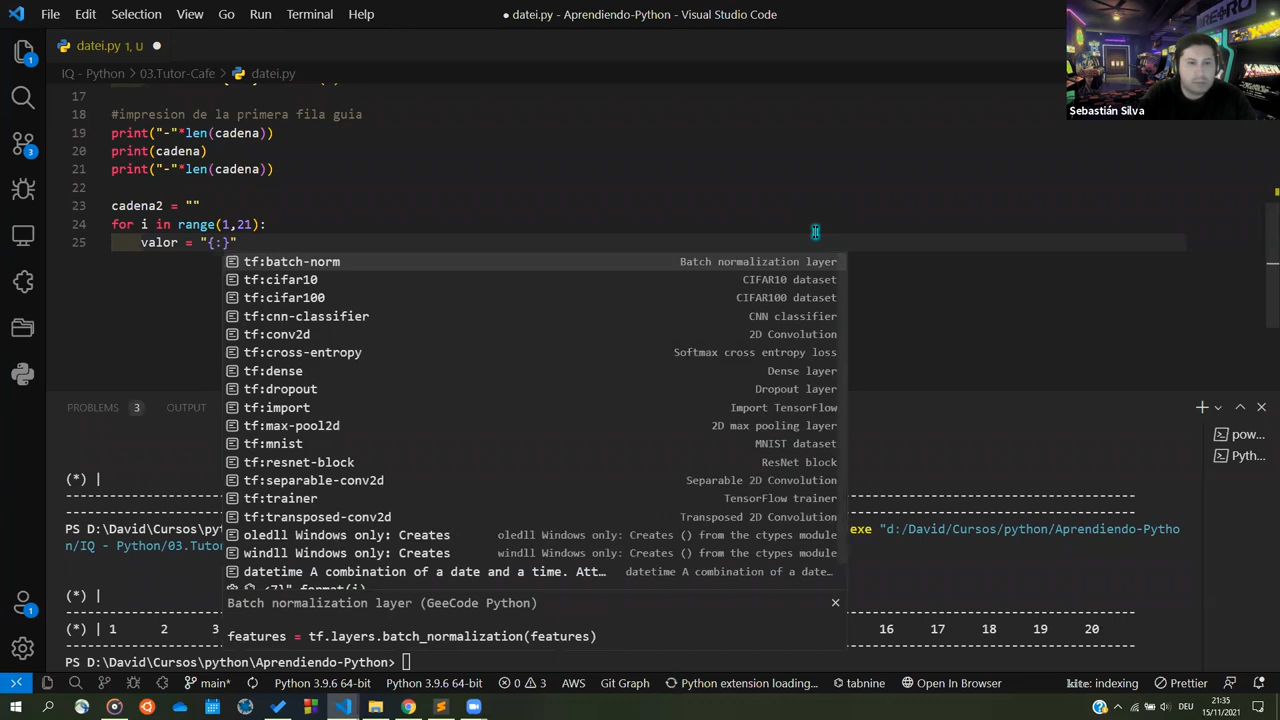 File Edit Selection View Go Run Terminal Help
● datei.py - Aprendiendo-Python - Visual Studio Code
RETRO
X-MEN
Sebastián Silva
datei.py 1, U
IQ - Python > 03.Tutor-Cafe > datei.py
17
18 #impresion de la primera fila guia
19 print("-"*len(cadena))
20 print(cadena)
21 print("-"*len(cadena))
22
23 cadena2 = ""
24 for i in range(1,21):
25 valor = "{:}"
tf:batch-norm Batch normalization layer
tf:cifar10 CIFAR10 dataset
tf:cifar100 CIFAR100 dataset
tf:cnn-classifier CNN classifier
tf:conv2d 2D Convolution
tf:cross-entropy Softmax cross entropy loss
tf:dense Dense layer
tf:dropout Dropout layer
tf:import Import TensorFlow
tf:max-pool2d 2D max pooling layer
tf:mnist MNIST dataset
tf:resnet-block ResNet block
tf:separable-conv2d Separable 2D Convolution
tf:trainer TensorFlow trainer
tf:transposed-conv2d Transposed 2D Convolution
oledll Windows only: Creates oledll Windows only: Creates () from the ctypes module
windll Windows only: Creates windll Windows only: Creates () from the ctypes module
datetime A combination of a date and a time. Att... datetime A combination of a date…
Batch normalization layer (GeeCode Python)
features = tf.layers.batch_normalization(features)
PROBLEMS 3 OUTPUT
pow...
Pyth...
(*) |
PS D:\David\Cursos\pyt exe "d:/David/Cursos/python/Aprendiendo-Pytho
n/IQ - Python/03.Tuto
(*) |
(*) | 1 2 3 16 17 18 19 20
PS D:\David\Cursos\python\Aprendiendo-Python>
main* Python 3.9.6 64-bit Python 3.9.6 64-bit 0 3 AWS Git Graph Python extension loading... tabnine Open In Browser kite: indexing Prettier
DEU 21:35
15/11/2021